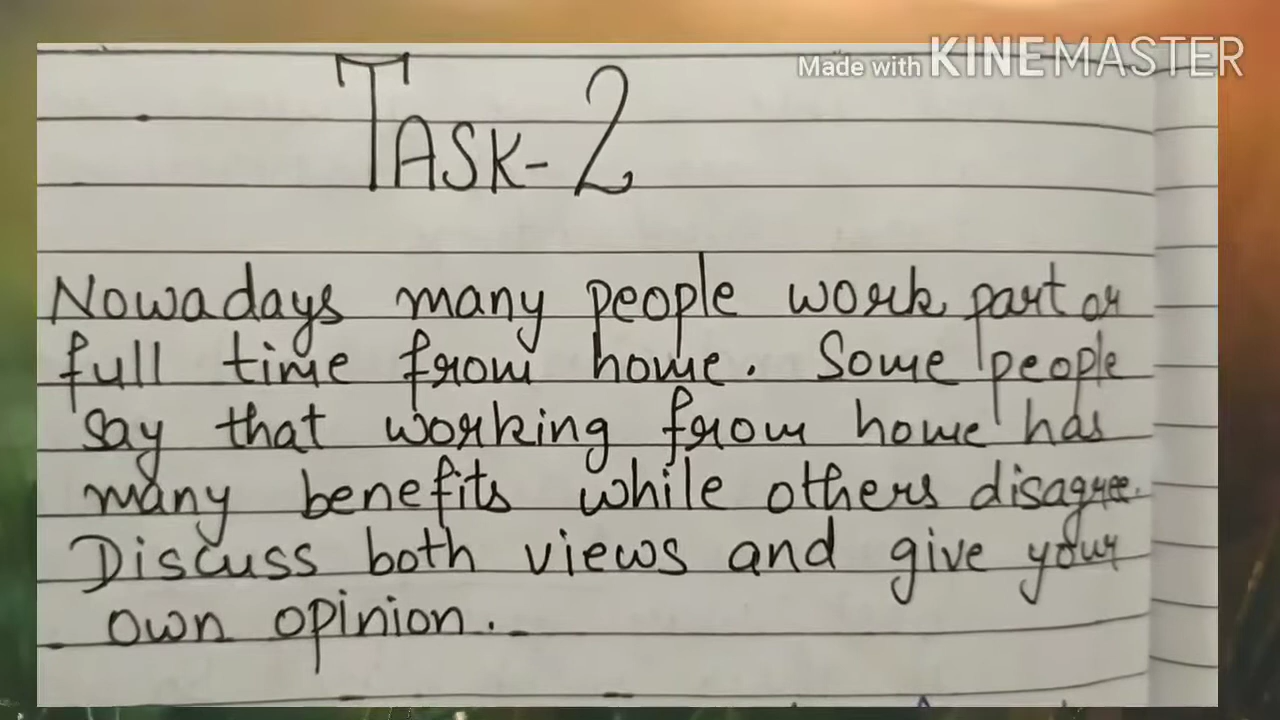 Made with KINEMASTER
TASK-2
Nowadays many people work part or
full time from home. Some people
say that working from home has
many benefits while others disagree.
Discuss both views and give your
own opinion.